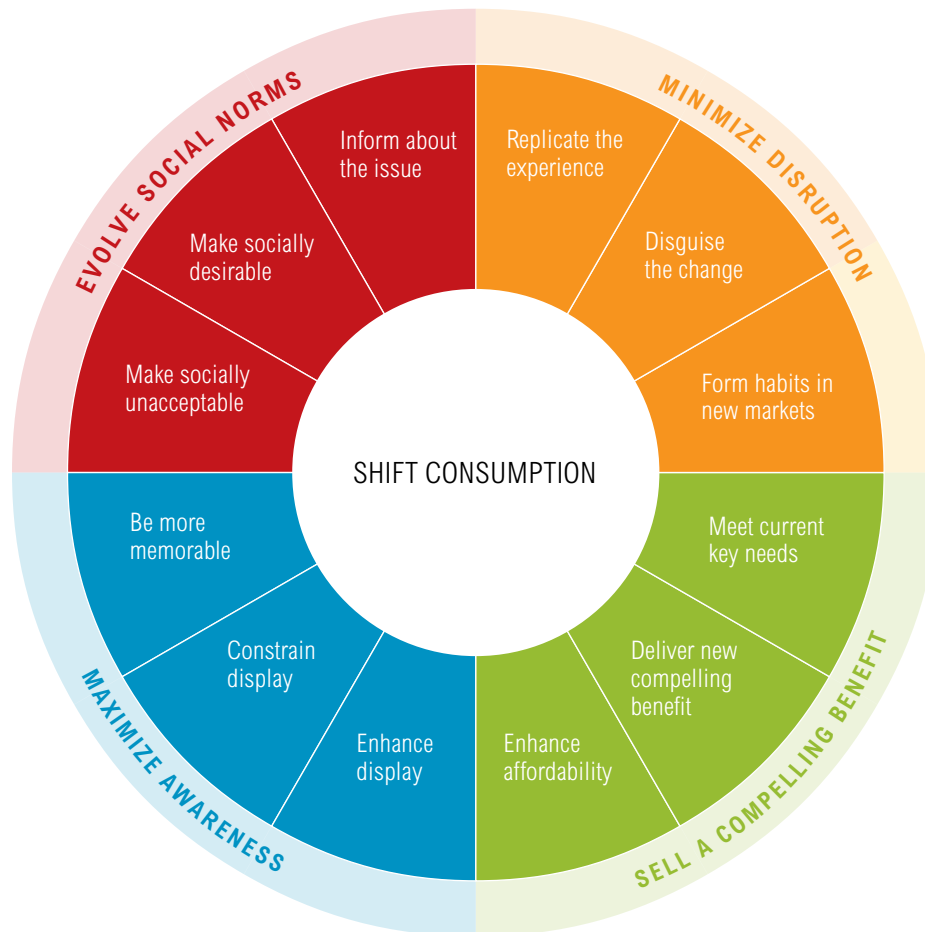 MINIMIZE DISRUPTION
Replicate the
experience
Disguise
the change
Form habits in
new markets
SELL A COMPELLING BENEFIT
Meet current
key needs
Deliver new
compelling
benefit
Enhance
affordability
MAXIMIZE AWARENESS
Enhance
display
Constrain
display
Be more
memorable
EVOLVE SOCIAL NORMS
Make socially
unacceptable
Make socially
desirable
Inform about
the issue
SHIFT CONSUMPTION